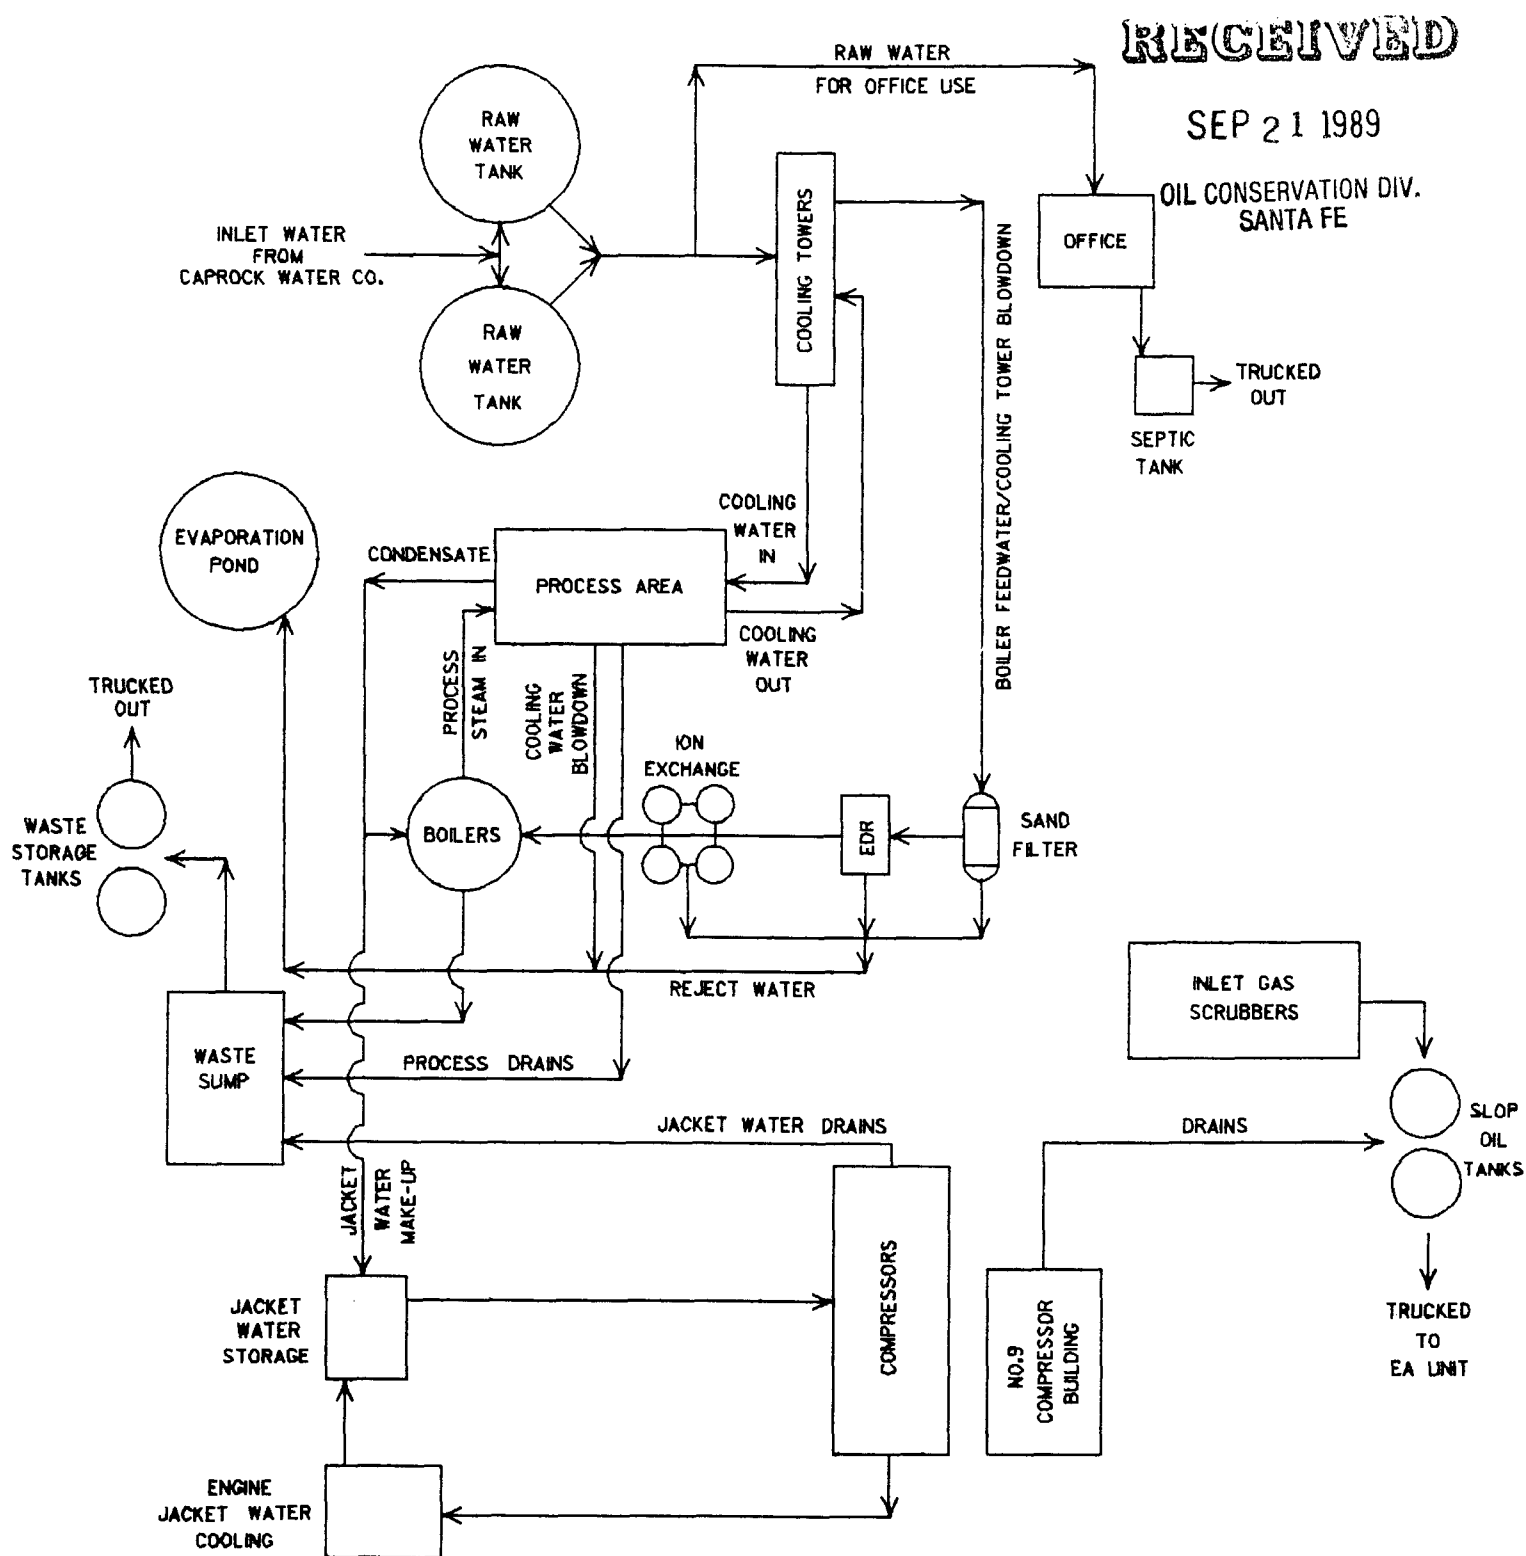 RECEIVED
SEP 21 1989
OIL CONSERVATION DIV.
SANTA FE
RAW WATER
FOR OFFICE USE
RAW
WATER
TANK
INLET WATER
FROM
CAPROCK WATER CO.
RAW
WATER
TANK
COOLING TOWERS
BOILER FEEDWATER/COOLING TOWER BLOWDOWN
OFFICE
TRUCKED
OUT
SEPTIC
TANK
EVAPORATION
POND
CONDENSATE
PROCESS AREA
COOLING
WATER
IN
COOLING
WATER
OUT
PROCESS
STEAM IN
COOLING
WATER
BLOWDOWN
TRUCKED
OUT
WASTE
STORAGE
TANKS
BOILERS
ION
EXCHANGE
EDR
SAND
FILTER
REJECT WATER
WASTE
SUMP
PROCESS DRAINS
JACKET WATER DRAINS
JACKET
WATER
MAKE-UP
INLET GAS
SCRUBBERS
DRAINS
SLOP
OIL
TANKS
TRUCKED
TO
EA UNIT
COMPRESSORS
NO.9
COMPRESSOR
BUILDING
JACKET
WATER
STORAGE
ENGINE
JACKET WATER
COOLING